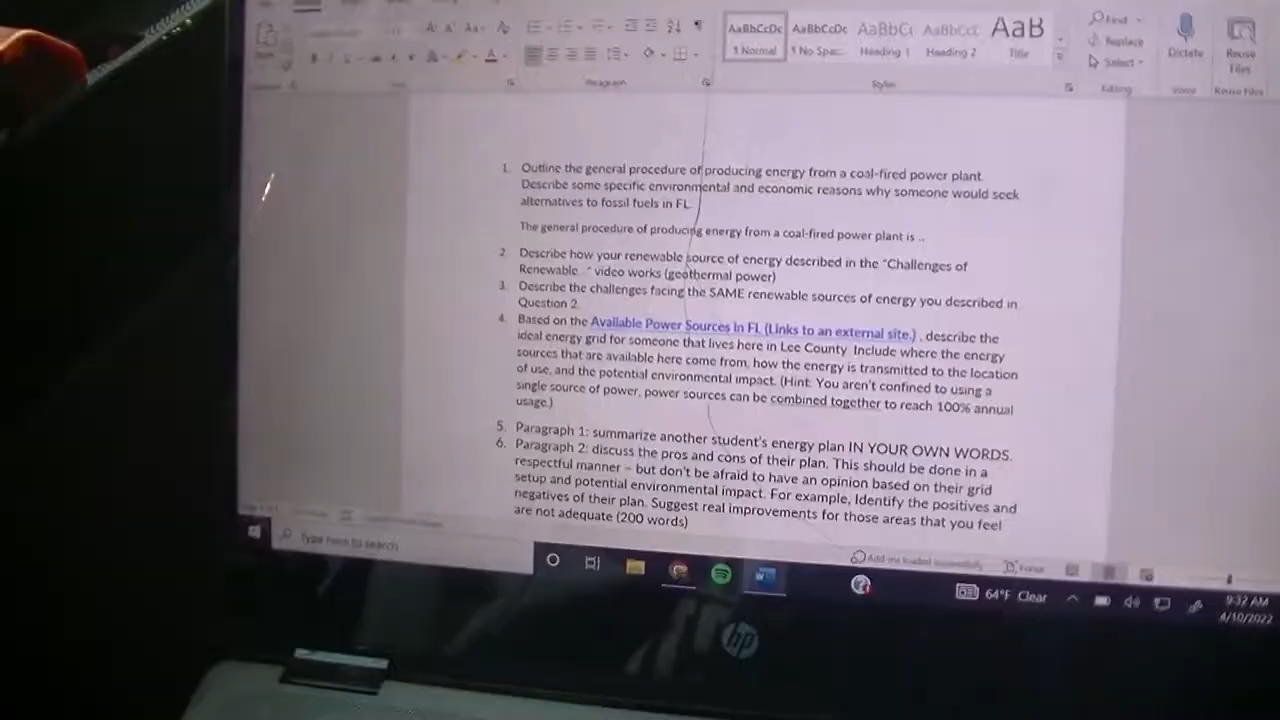 AaBbCcDc AaBbCcDc AaBbC AaBbCcC AaB
¶ Normal ¶ No Spac... Heading 1 Heading 2 Title
Find
Replace
Select
Dictate
Reuse
Files
Paragraph
Styles
Editing
Voice
Reuse Files
1. Outline the general procedure of producing energy from a coal-fired power plant.
Describe some specific environmental and economic reasons why someone would seek
alternatives to fossil fuels in FL.
The general procedure of producing energy from a coal-fired power plant is ..
2. Describe how your renewable source of energy described in the "Challenges of
Renewable..." video works (geothermal power)
3. Describe the challenges facing the SAME renewable sources of energy you described in
Question 2.
4. Based on the Available Power Sources in FL (Links to an external site.) , describe the
ideal energy grid for someone that lives here in Lee County. Include where the energy
sources that are available here come from, how the energy is transmitted to the location
of use, and the potential environmental impact. (Hint: You aren't confined to using a
single source of power, power sources can be combined together to reach 100% annual
usage.)
5. Paragraph 1: summarize another student's energy plan IN YOUR OWN WORDS.
6. Paragraph 2: discuss the pros and cons of their plan. This should be done in a
respectful manner – but don't be afraid to have an opinion based on their grid
setup and potential environmental impact. For example, Identify the positives and
negatives of their plan. Suggest real improvements for those areas that you feel
are not adequate (200 words)
Add-ins loaded successfully
Focus
Type here to search
64°F Clear
9:32 AM
4/10/2022
hp